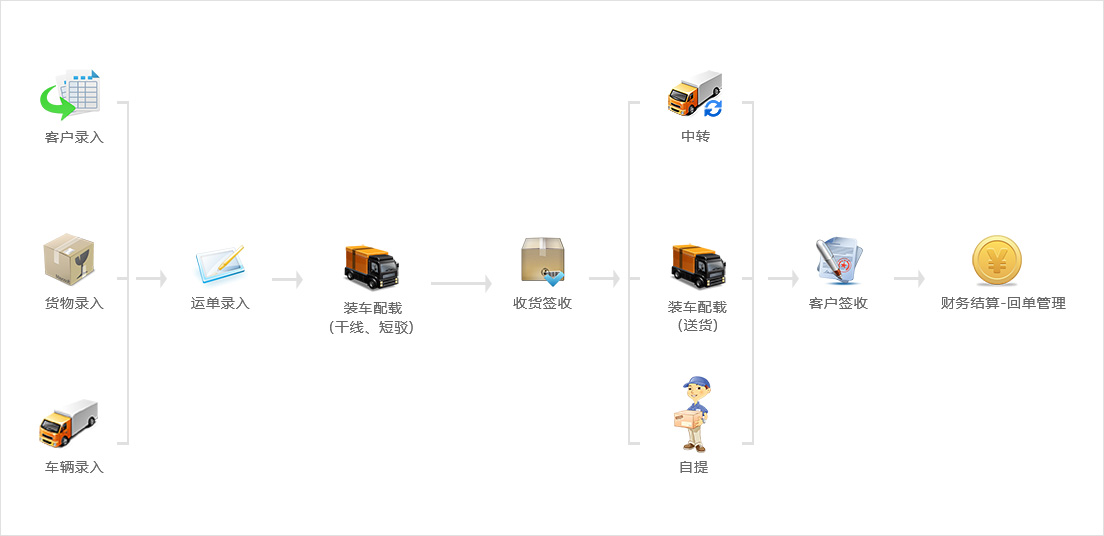 客户录入
货物录入
车辆录入
运单录入
装车配载
(干线、短驳)
收货签收
中转
装车配载
(送货)
自提
客户签收
财务结算-回单管理